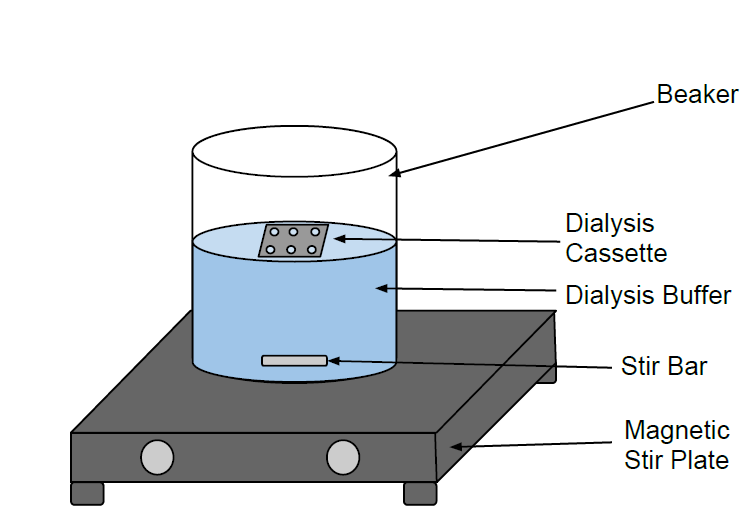 Beaker
Dialysis
Cassette
Dialysis Buffer
Stir Bar
Magnetic
Stir Plate